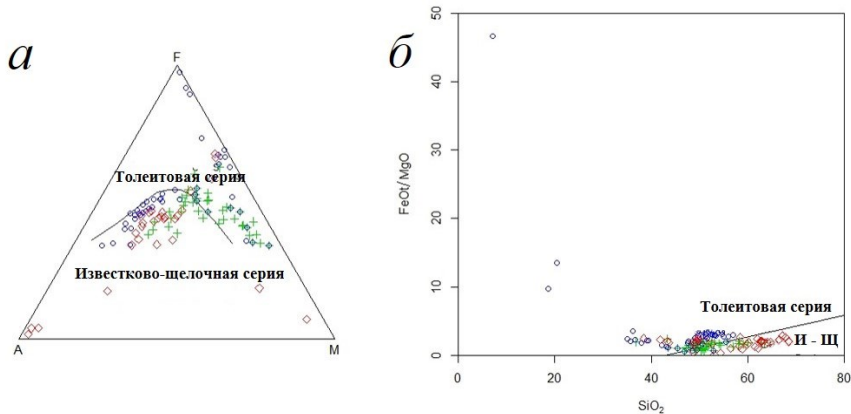 а
F
Толеитовая серия
Известково-щелочная серия
A
M
б
50
40
30
20
10
0
FeOt/MgO
Толеитовая серия
И - Щ
0
20
40
60
80
SiO2